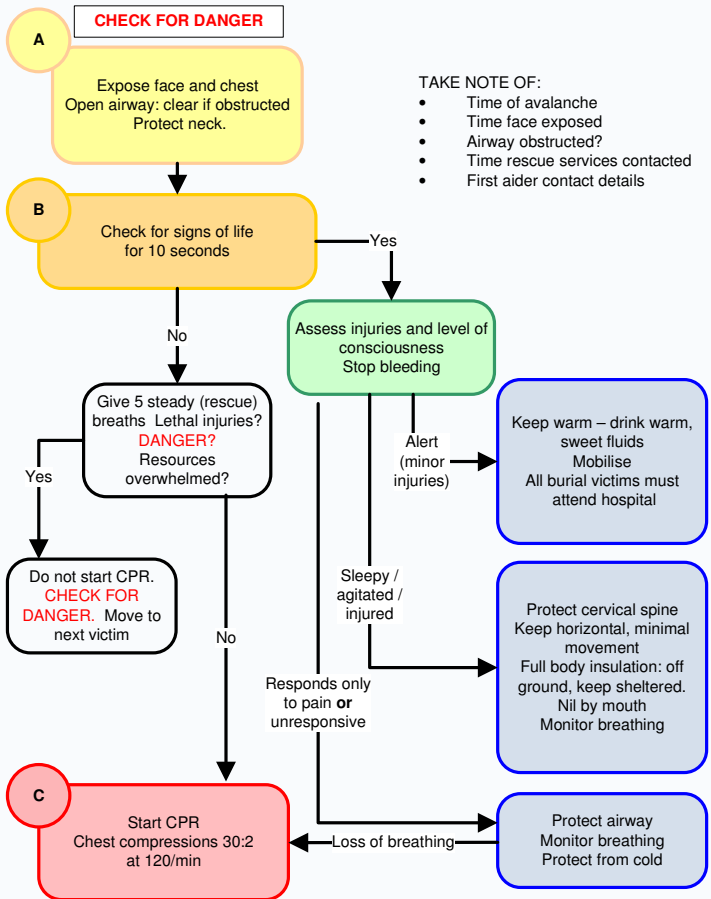 A
CHECK FOR DANGER
Expose face and chest
Open airway: clear if obstructed
Protect neck.
TAKE NOTE OF:
• Time of avalanche
• Time face exposed
• Airway obstructed?
• Time rescue services contacted
• First aider contact details
B
Check for signs of life
for 10 seconds
Yes
No
Assess injuries and level of
consciousness
Stop bleeding
Give 5 steady (rescue)
breaths Lethal injuries?
DANGER?
Resources
overwhelmed?
Yes
Alert
(minor
injuries)
Keep warm – drink warm,
sweet fluids
Mobilise
All burial victims must
attend hospital
Do not start CPR.
CHECK FOR
DANGER. Move to
next victim
No
Sleepy /
agitated /
injured
Protect cervical spine
Keep horizontal, minimal
movement
Full body insulation: off
ground, keep sheltered.
Nil by mouth
Monitor breathing
Responds only
to pain or
unresponsive
C
Start CPR
Chest compressions 30:2
at 120/min
Loss of breathing
Protect airway
Monitor breathing
Protect from cold